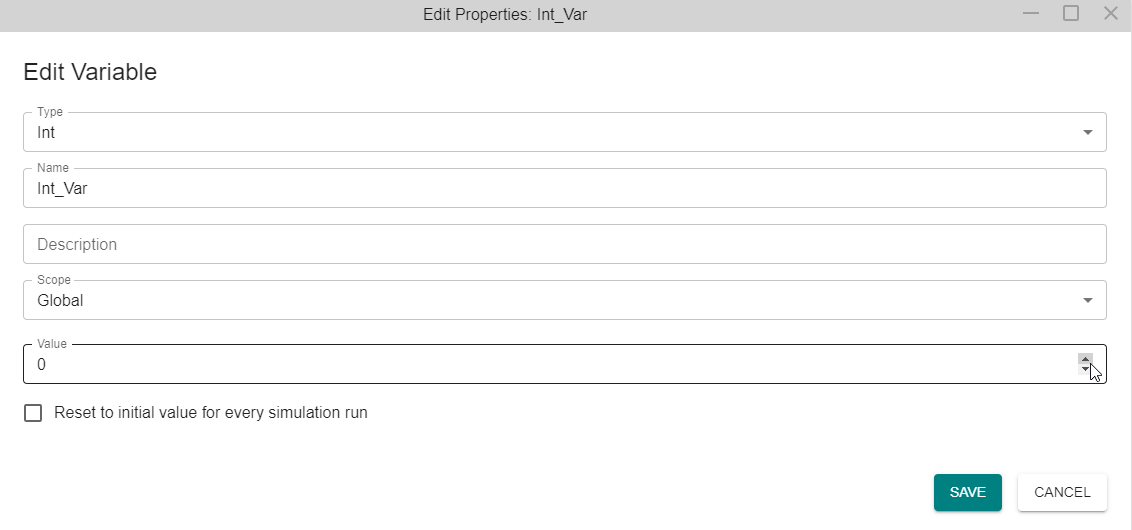 Edit Properties: Int_Var
Edit Variable
Type
Int
Name
Int_Var
Description
Scope
Global
Value
0
Reset to initial value for every simulation run
SAVE CANCEL